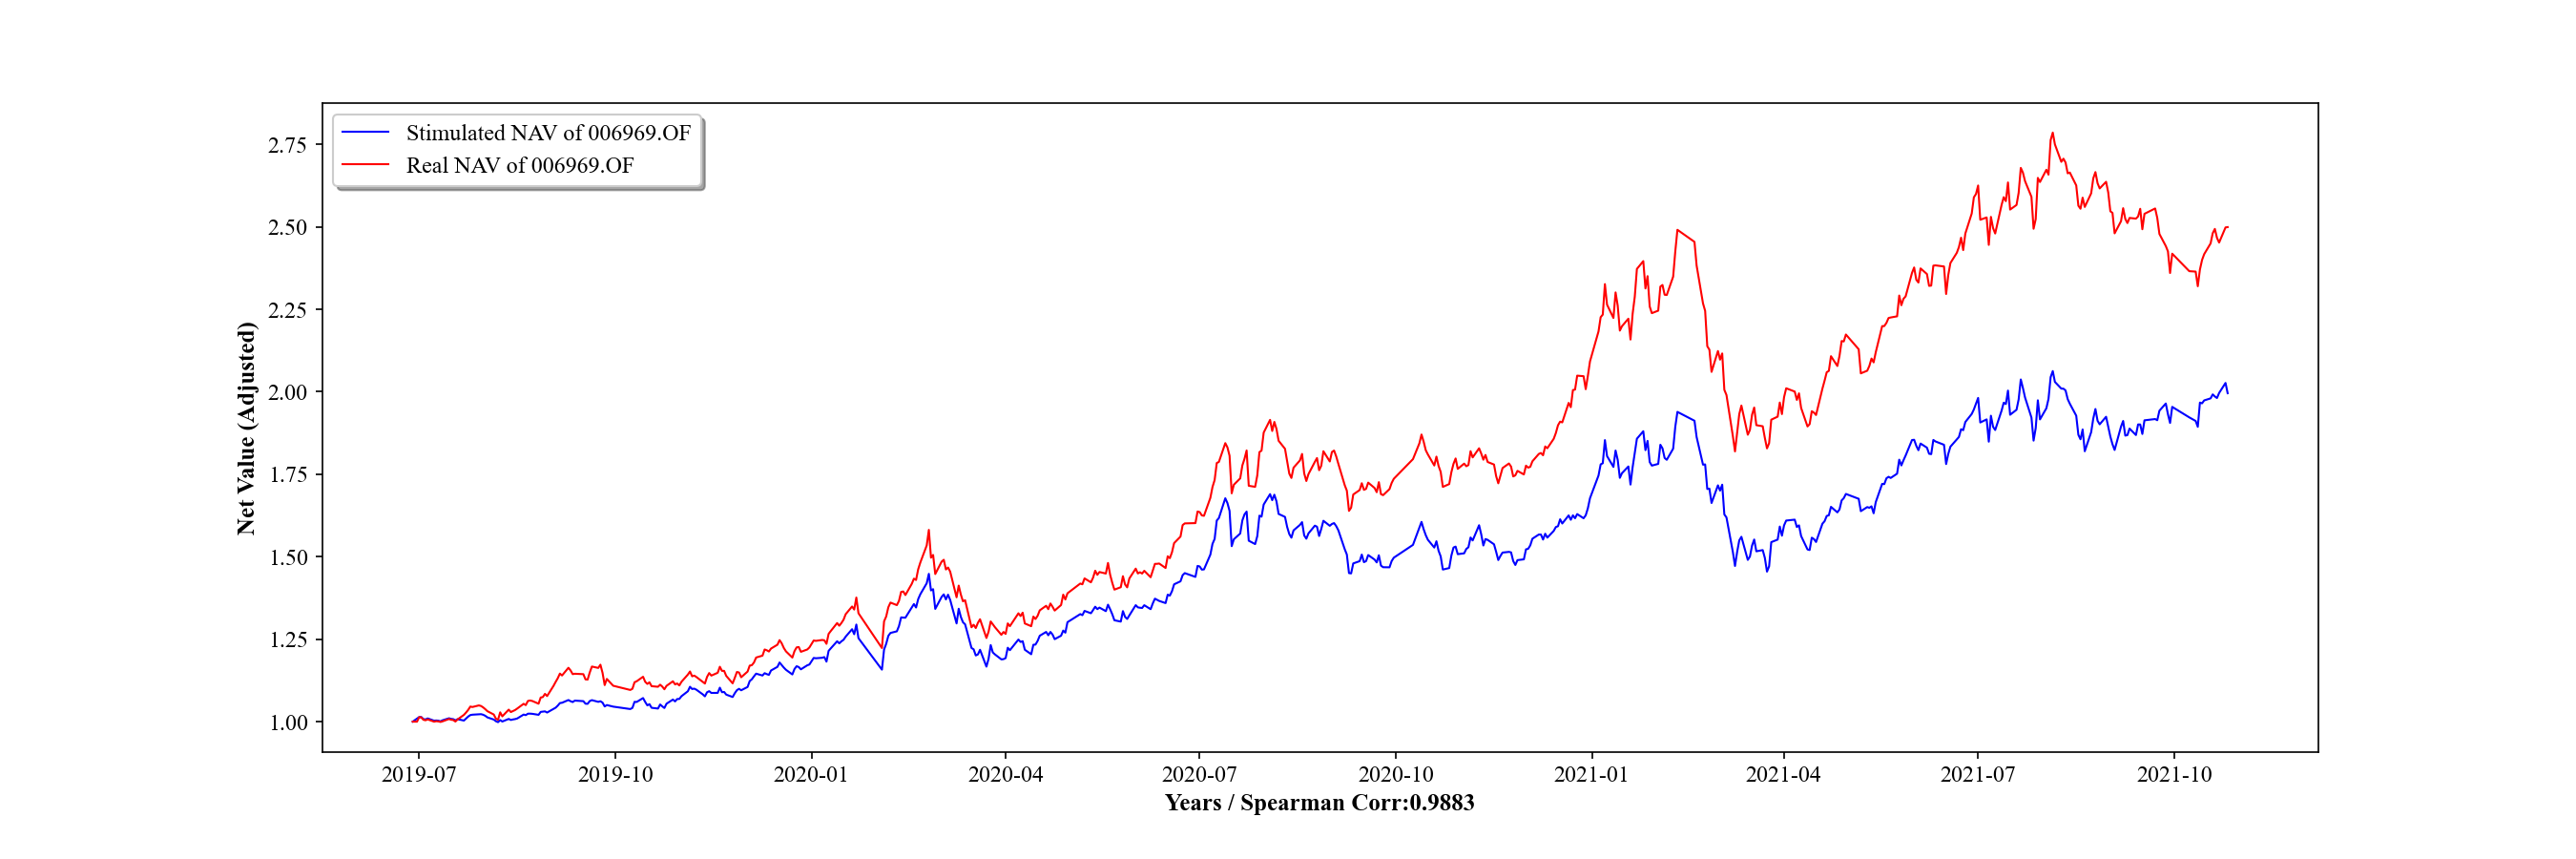 Stimulated NAV of 006969.OF
Real NAV of 006969.OF
2.75
2.50
2.25
2.00
1.75
1.50
1.25
1.00
Net Value (Adjusted)
2019-07 2019-10 2020-01 2020-04 2020-07 2020-10 2021-01 2021-04 2021-07 2021-10
Years / Spearman Corr:0.9883